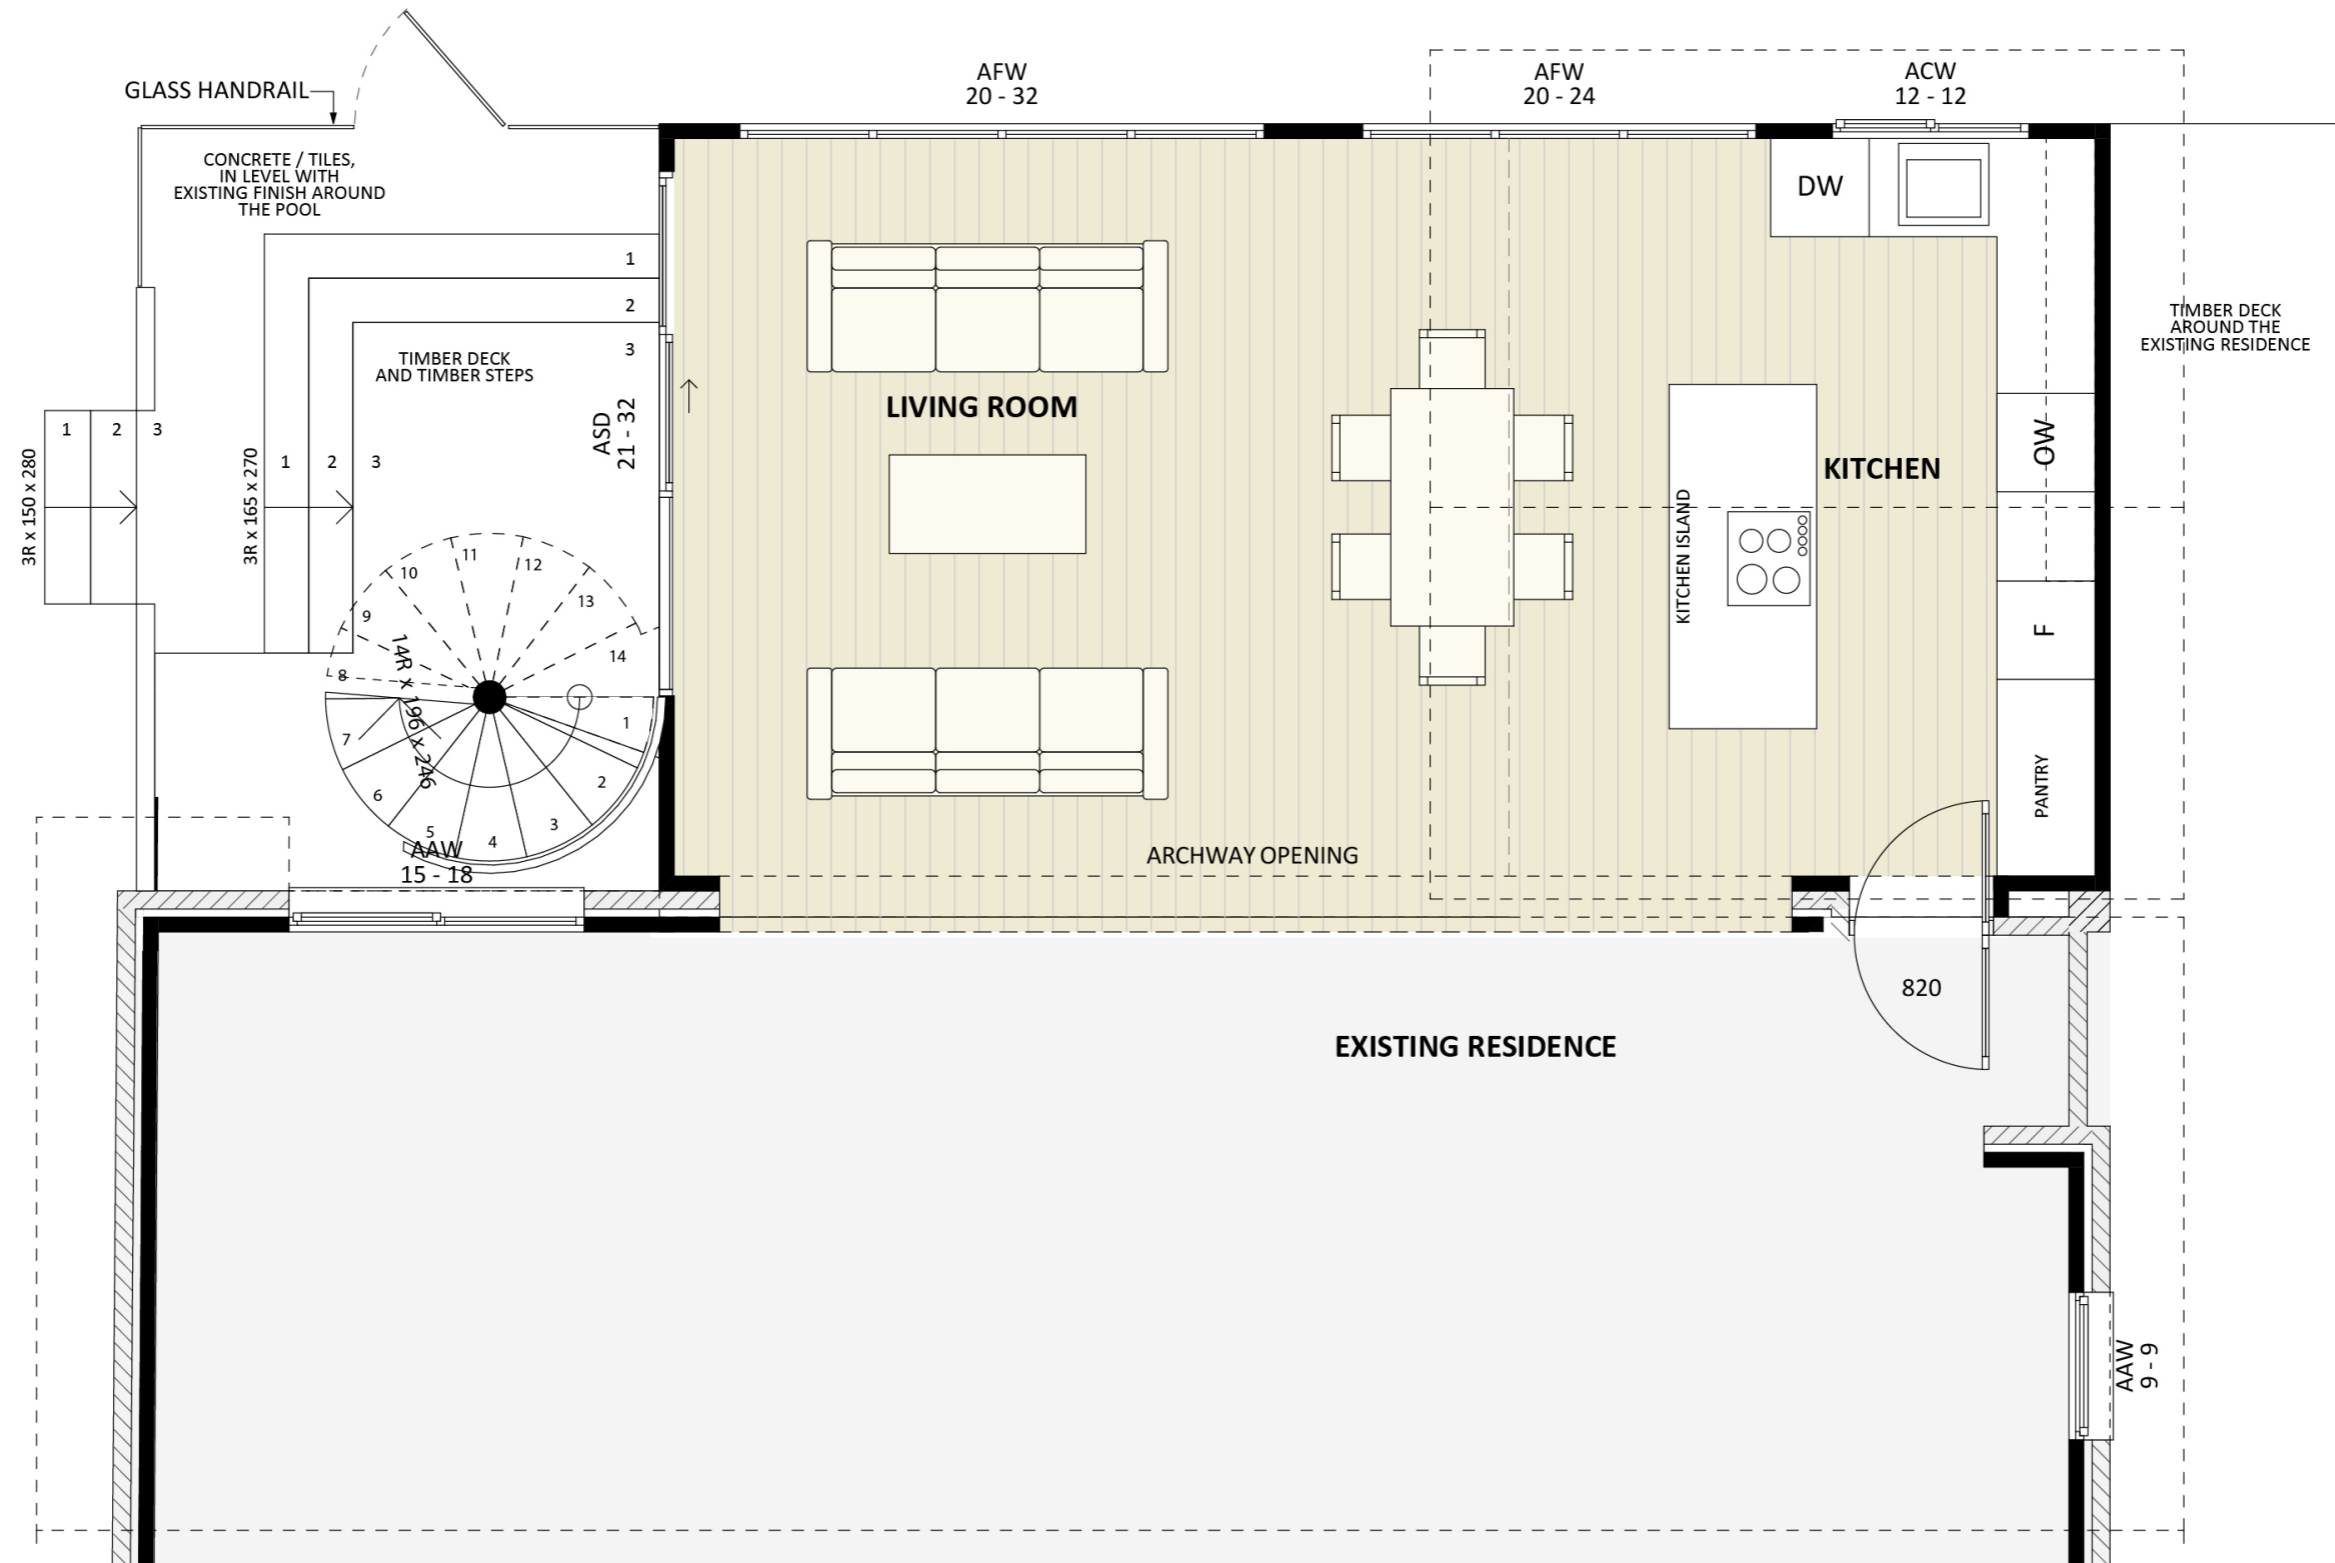 GLASS HANDRAIL
AFW
20 - 32
AFW
20 - 24
ACW
12 - 12
CONCRETE / TILES,
IN LEVEL WITH
EXISTING FINISH AROUND
THE POOL
DW
1
2
3
TIMBER DECK
AND TIMBER STEPS
ASD
21 - 32
TIMBER DECK
AROUND THE
EXISTING RESIDENCE
LIVING ROOM
KITCHEN
OW
1
2
3
3R x 150 x 280
1
2
3
3R x 165 x 270
KITCHEN ISLAND
F
PANTRY
11
12
10
13
9
14
8
14R x 196 x 246
1
7
2
6
3
5
4
AAW
15 - 18
ARCHWAY OPENING
820
EXISTING RESIDENCE
AAW
9 - 9